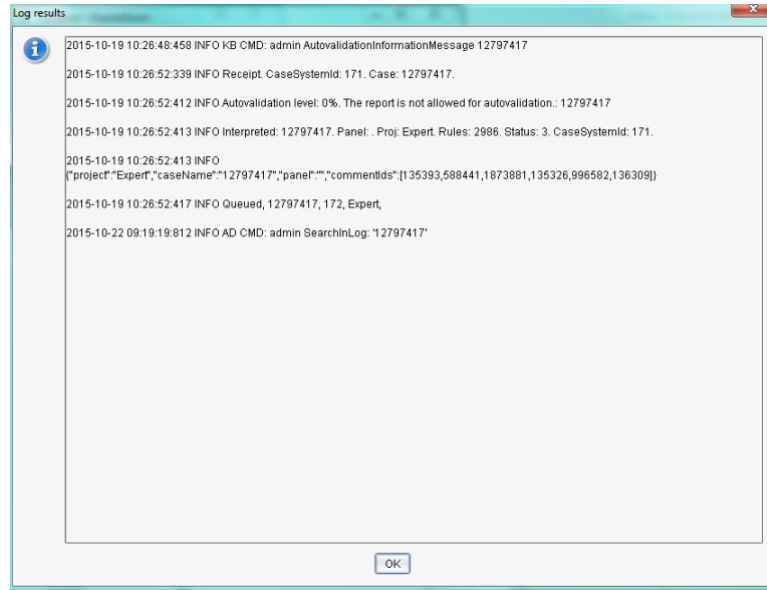 Log results
2015-10-19 10:26:48:458 INFO KB CMD: admin AutovalidationInformationMessage 12797417
2015-10-19 10:26:52:339 INFO Receipt. CaseSystemId: 171. Case: 12797417.
2015-10-19 10:26:52:412 INFO Autovalidation level: 0%. The report is not allowed for autovalidation.: 12797417
2015-10-19 10:26:52:413 INFO Interpreted: 12797417. Panel: . Proj: Expert. Rules: 2986. Status: 3. CaseSystemId: 171.
2015-10-19 10:26:52:413 INFO
{"project":"Expert","caseName":"12797417","panel":"","commentIds":[135393,588441,1873881,135326,996582,136309]}
2015-10-19 10:26:52:417 INFO Queued, 12797417, 172, Expert,
2015-10-22 09:19:19:812 INFO AD CMD: admin SearchInLog: '12797417'
OK